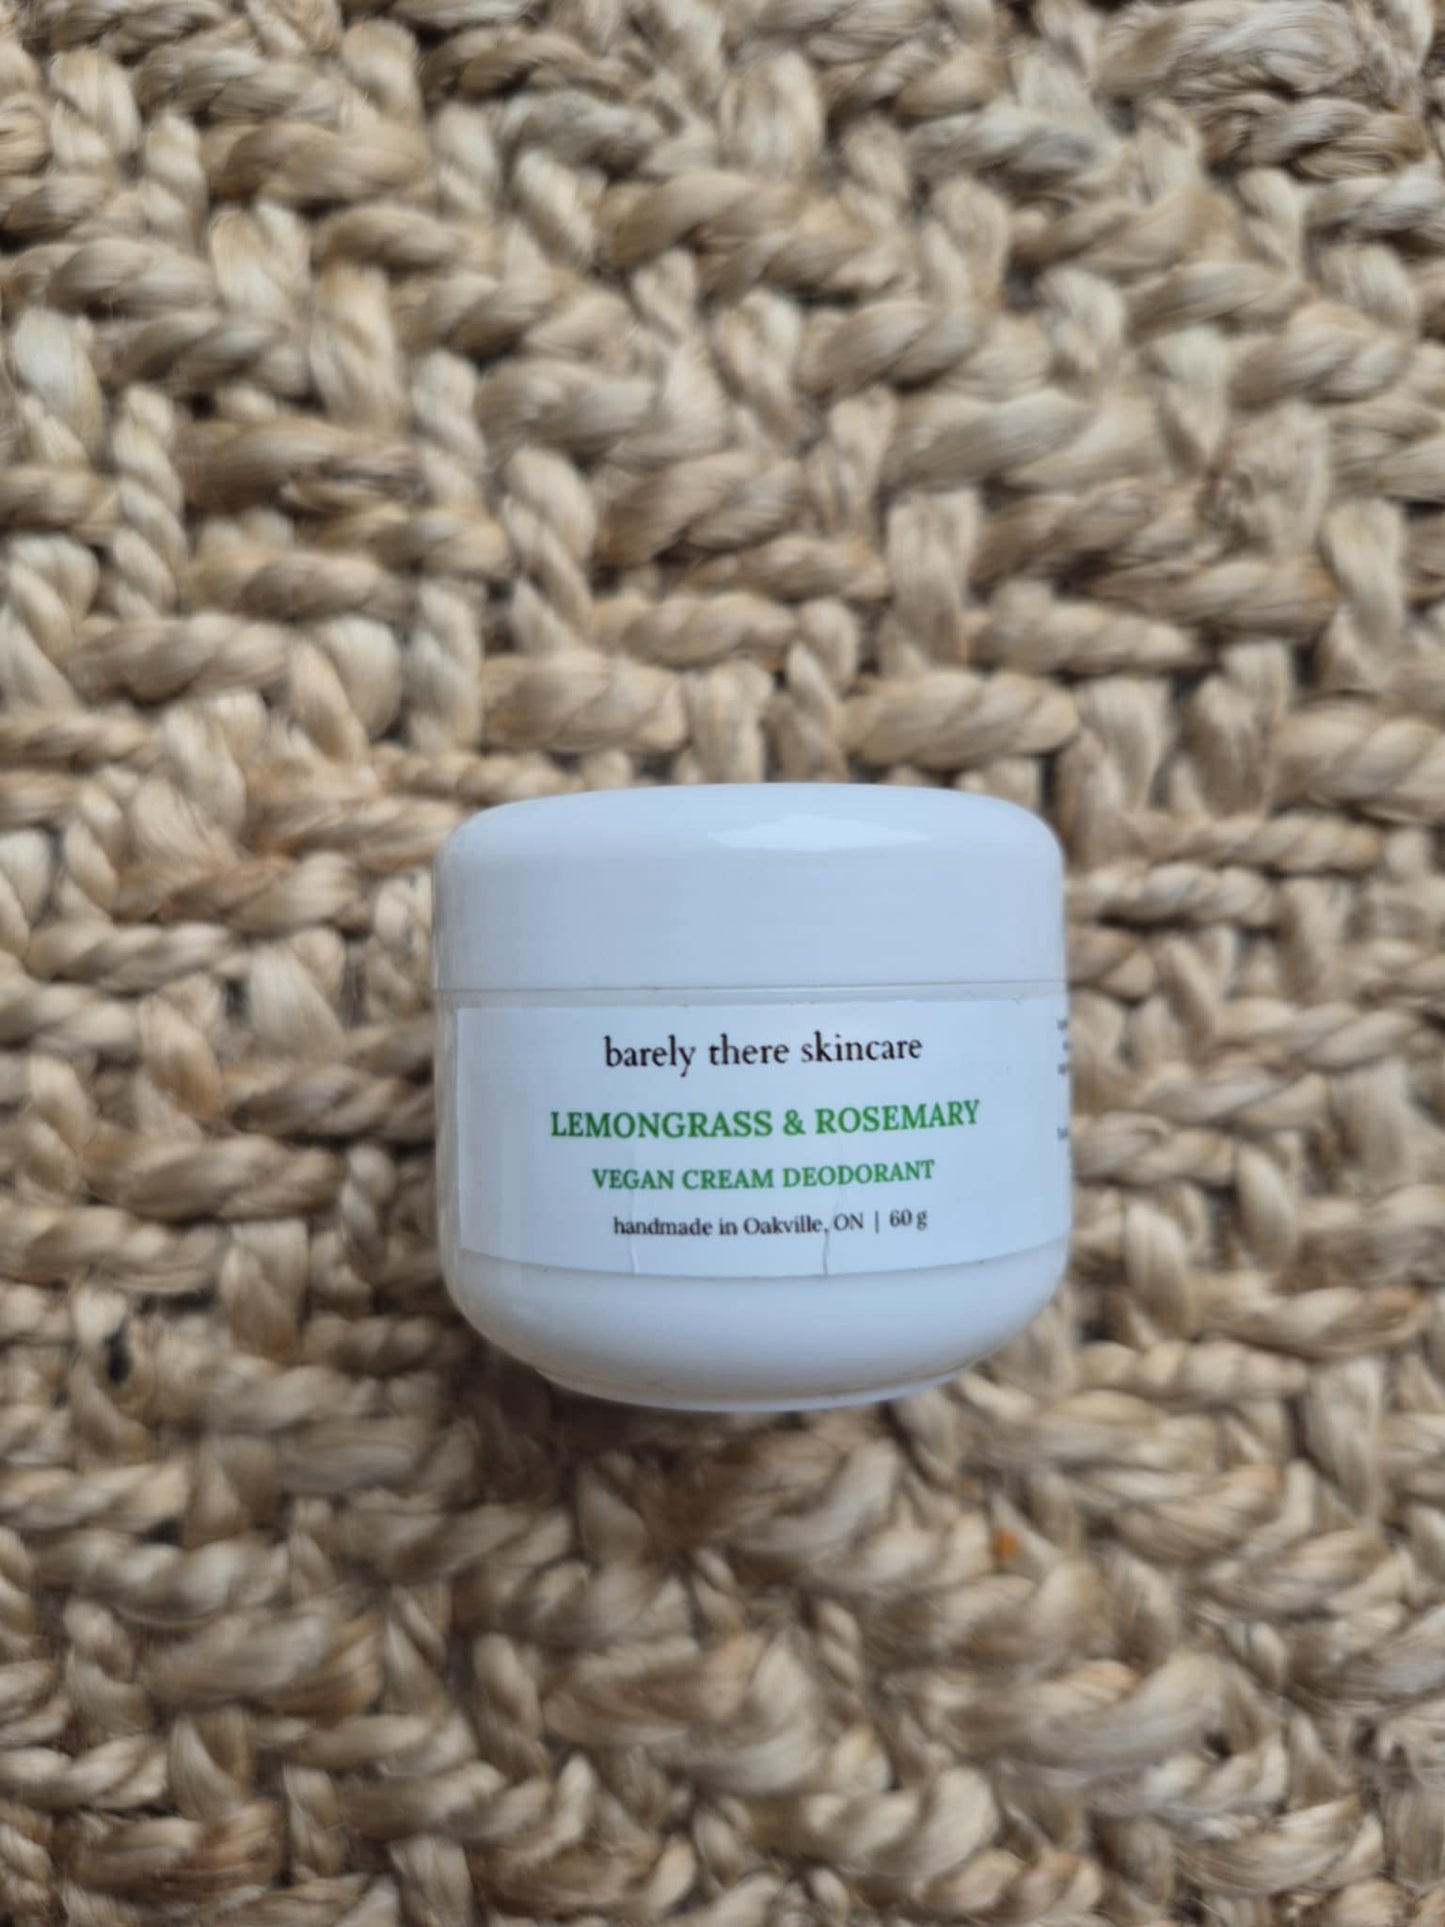 barely there skincare
LEMONGRASS & ROSEMARY
VEGAN CREAM DEODORANT
handmade in Oakville, ON | 60 g